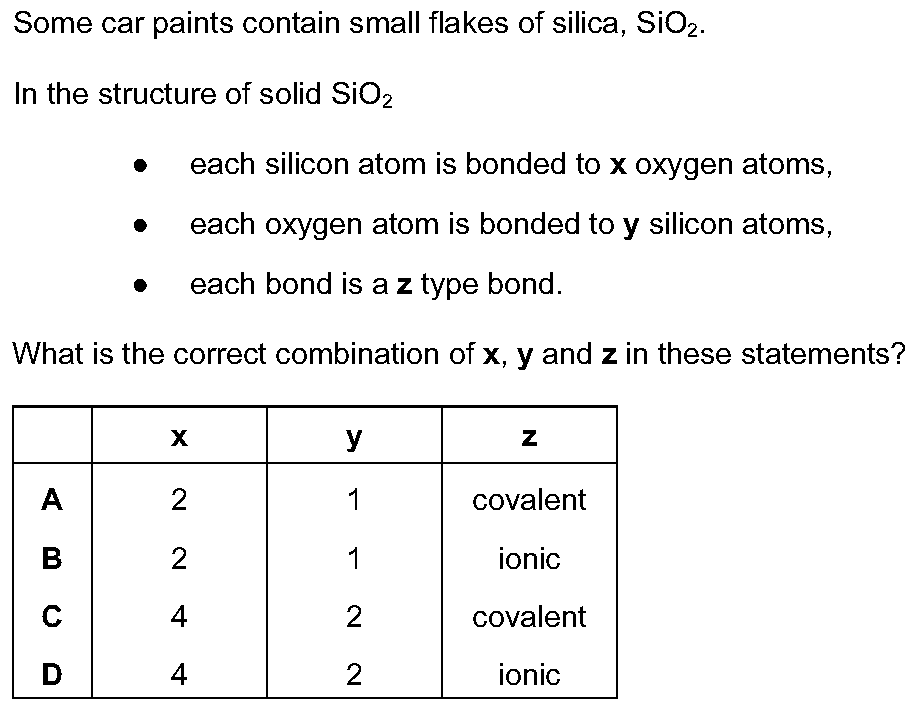 Some car paints contain small flakes of silica, SiO₂.
In the structure of solid SiO₂
● each silicon atom is bonded to x oxygen atoms,
● each oxygen atom is bonded to y silicon atoms,
● each bond is a z type bond.
What is the correct combination of x, y and z in these statements?
x y z
A 2 1 covalent
B 2 1 ionic
C 4 2 covalent
D 4 2 ionic